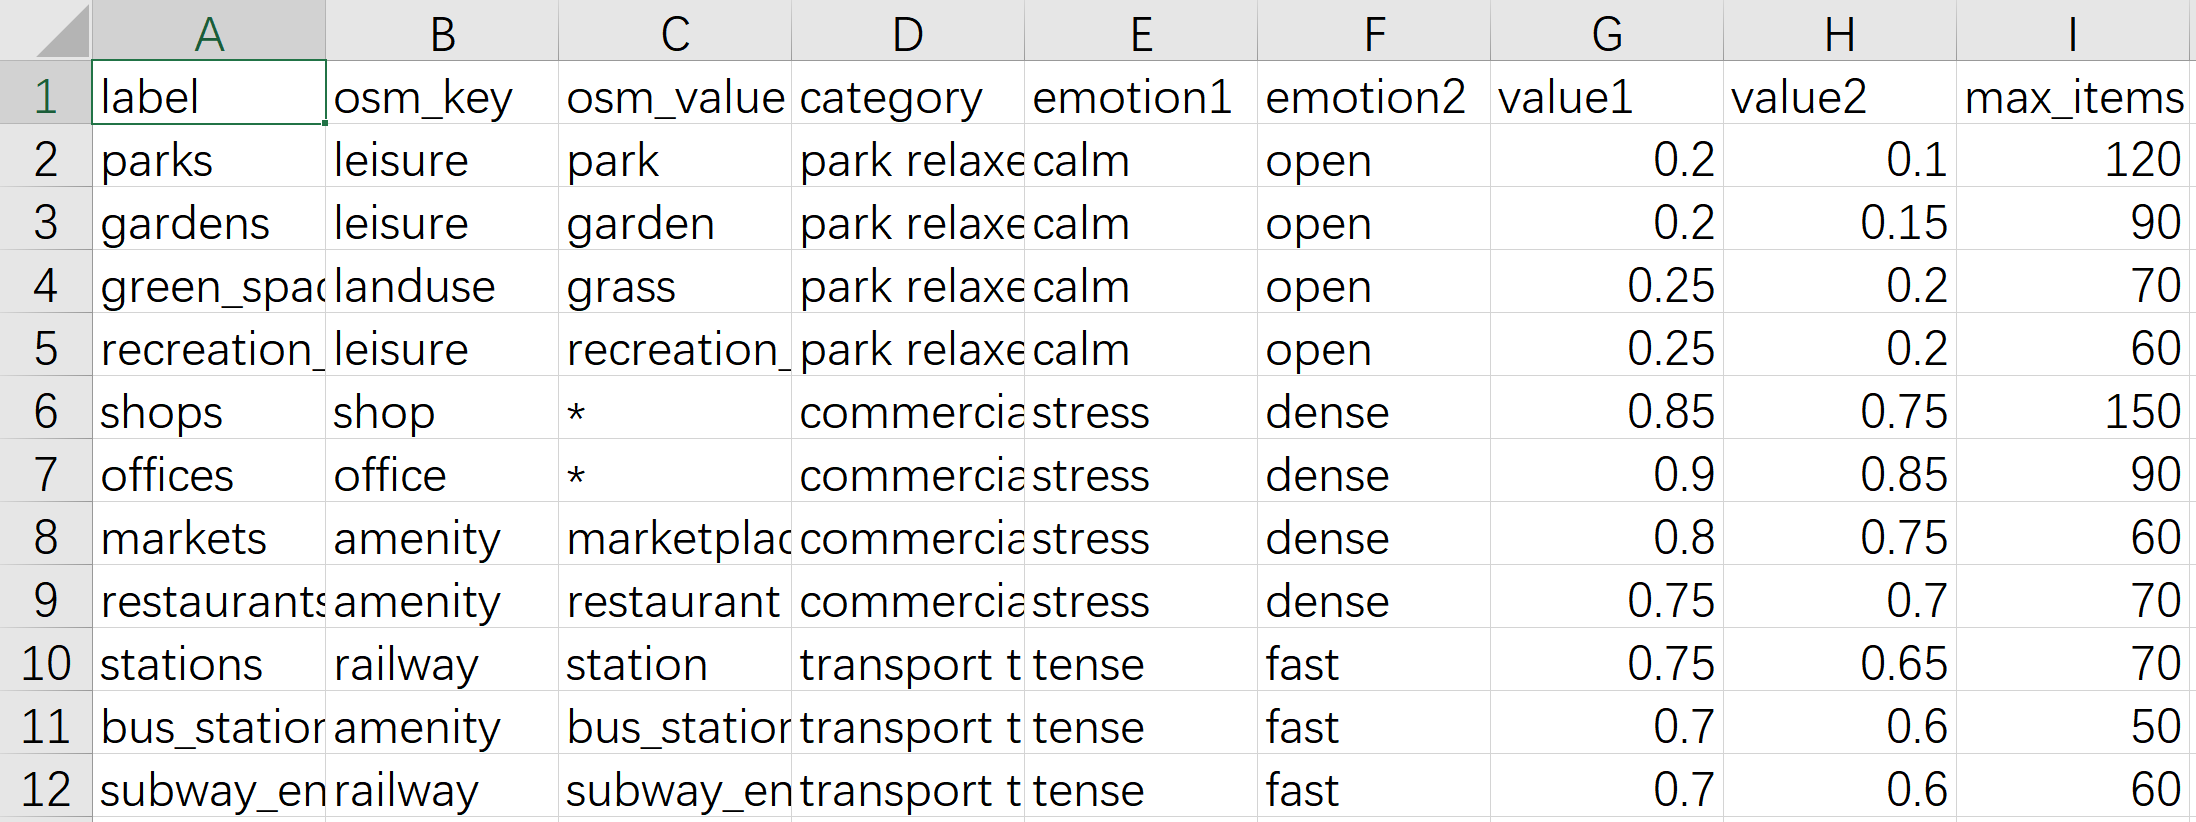 A B C D E F G H I
1 label osm_key osm_value category emotion1 emotion2 value1 value2 max_items
2 parks leisure park park relaxe calm open 0.2 0.1 120
3 gardens leisure garden park relaxe calm open 0.2 0.15 90
4 green_spac landuse grass park relaxe calm open 0.25 0.2 70
5 recreation_ leisure recreation_ park relaxe calm open 0.25 0.2 60
6 shops shop * commercia stress dense 0.85 0.75 150
7 offices office * commercia stress dense 0.9 0.85 90
8 markets amenity marketplac commercia stress dense 0.8 0.75 60
9 restaurants amenity restaurant commercia stress dense 0.75 0.7 70
10 stations railway station transport t tense fast 0.75 0.65 70
11 bus_station amenity bus_station transport t tense fast 0.7 0.6 50
12 subway_en railway subway_en transport t tense fast 0.7 0.6 60